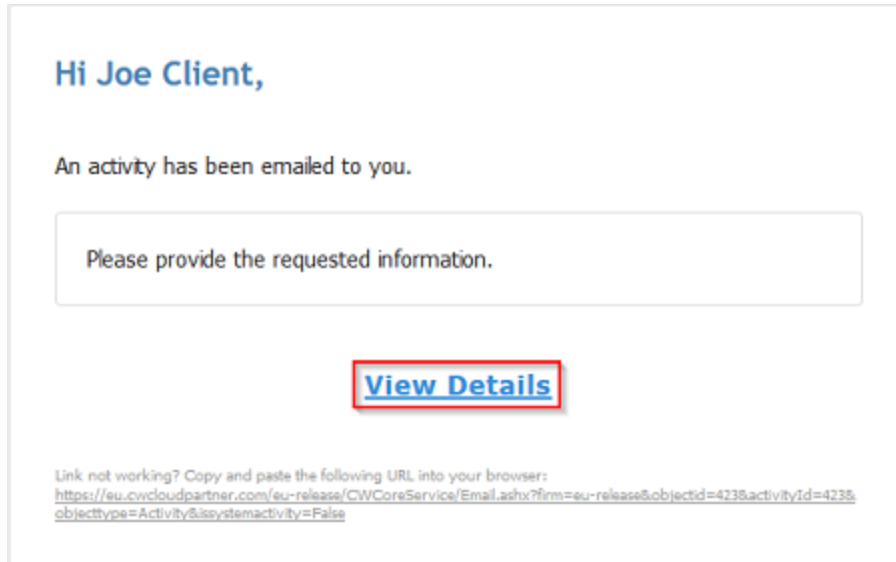 Hi Joe Client,
An activity has been emailed to you.
Please provide the requested information.
View Details
Link not working? Copy and paste the following URL into your browser:
https://eu.cwcloudpartner.com/eu-release/CWCoreService/Email.ashx?firm=eu-release&objectid=423&activityId=423&
objecttype=Activity&issystemactivity=False